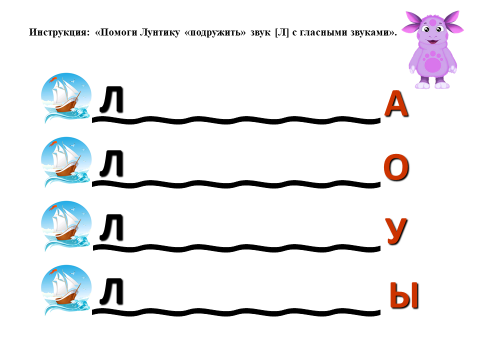 Инструкция: «Помоги Лунтику «подружить» звук [Л] с гласными звуками».
Л А
Л О
Л У
Л Ы